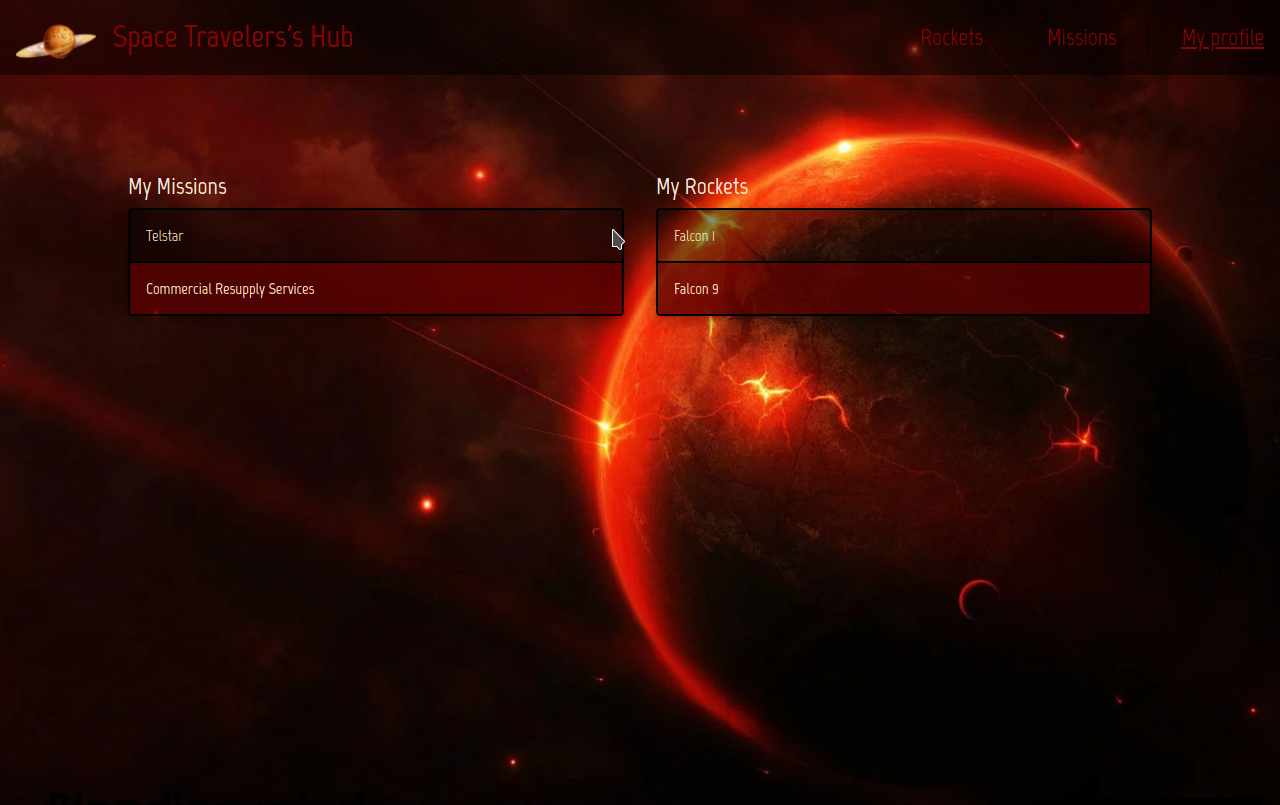 Space Travelers's Hub
Rockets
Missions
My profile
My Missions
Telstar
Commercial Resupply Services
My Rockets
Falcon 1
Falcon 9